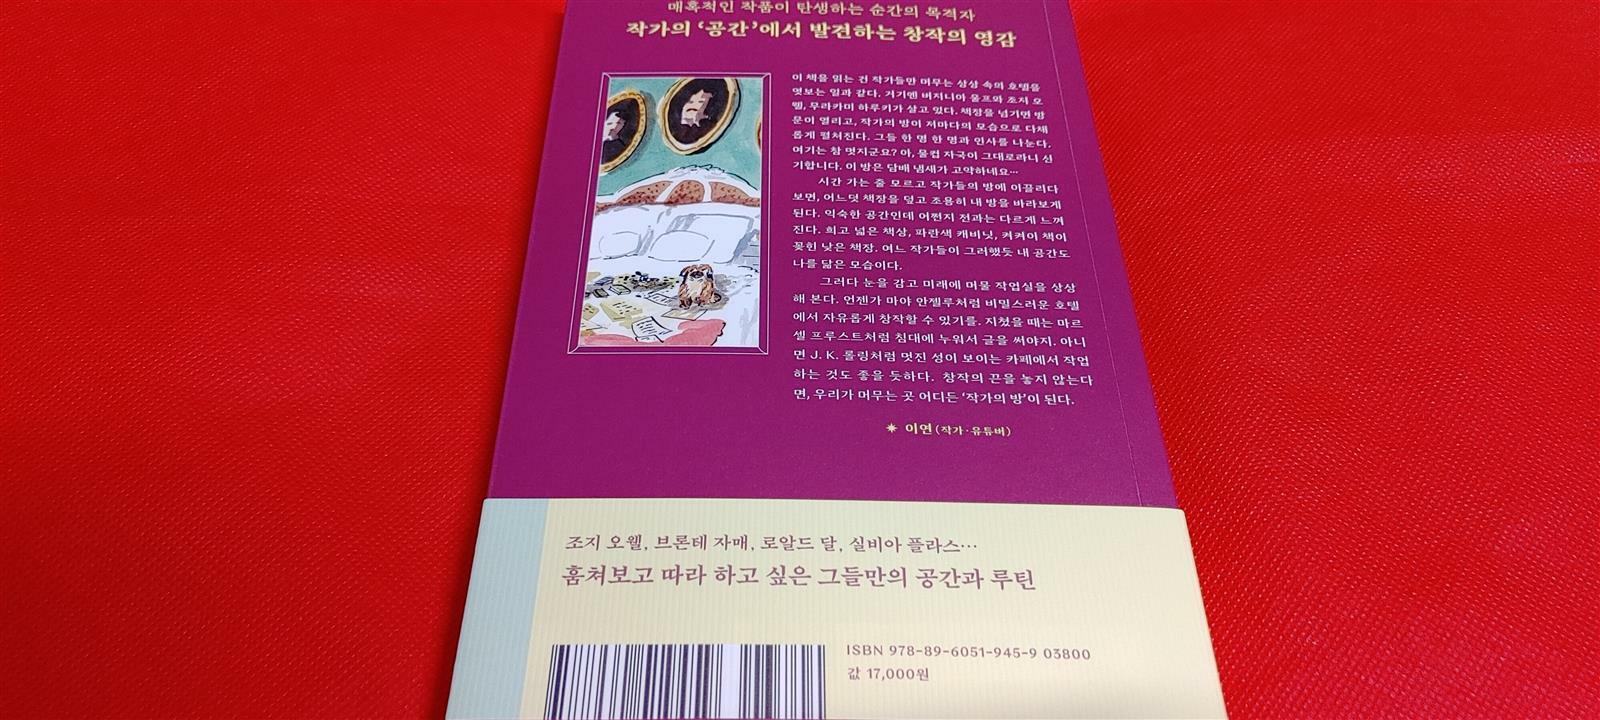 매혹적인 작품이 탄생하는 순간의 목격자
작가의 ‘공간’에서 발견하는 창작의 영감
이 책을 읽는 건 작가들만 머무는 상상 속의 호텔을
엿보는 일과 같다. 거기엔 버지니아 울프와 조지 오
웰, 무라카미 하루키가 살고 있다. 책장을 넘기면 방
문이 열리고, 작가의 방이 저마다의 모습으로 다채
롭게 펼쳐진다. 그들 한 명 한 명과 인사를 나눈다.
여기는 참 멋지군요? 아, 물컵 자국이 그대로라니 신
기합니다. 이 방은 담배 냄새가 고약하네요…
시간 가는 줄 모르고 작가들의 방에 이끌리다
보면, 어느덧 책장을 덮고 조용히 내 방을 바라보게
된다. 익숙한 공간인데 어쩐지 전과는 다르게 느껴
진다. 희고 넓은 책상, 파란색 캐비닛, 켜켜이 책이
꽂힌 낮은 책장. 여느 작가들이 그러했듯 내 공간도
나를 닮은 모습이다.
그러다 눈을 감고 미래에 머물 작업실을 상상
해 본다. 언젠가 마야 안젤루처럼 비밀스러운 호텔
에서 자유롭게 창작할 수 있기를. 지쳤을 때는 마르
셀 프루스트처럼 침대에 누워서 글을 써야지. 아니
면 J. K. 롤링처럼 멋진 성이 보이는 카페에서 작업
하는 것도 좋을 듯하다. 창작의 끈을 놓지 않는다
면, 우리가 머무는 곳 어디든 ‘작가의 방’이 된다.
✷ 이연 (작가·유튜버)
조지 오웰, 브론테 자매, 로알드 달, 실비아 플라스…
훔쳐보고 따라 하고 싶은 그들만의 공간과 루틴
ISBN 978-89-6051-945-9 03800
값 17,000원